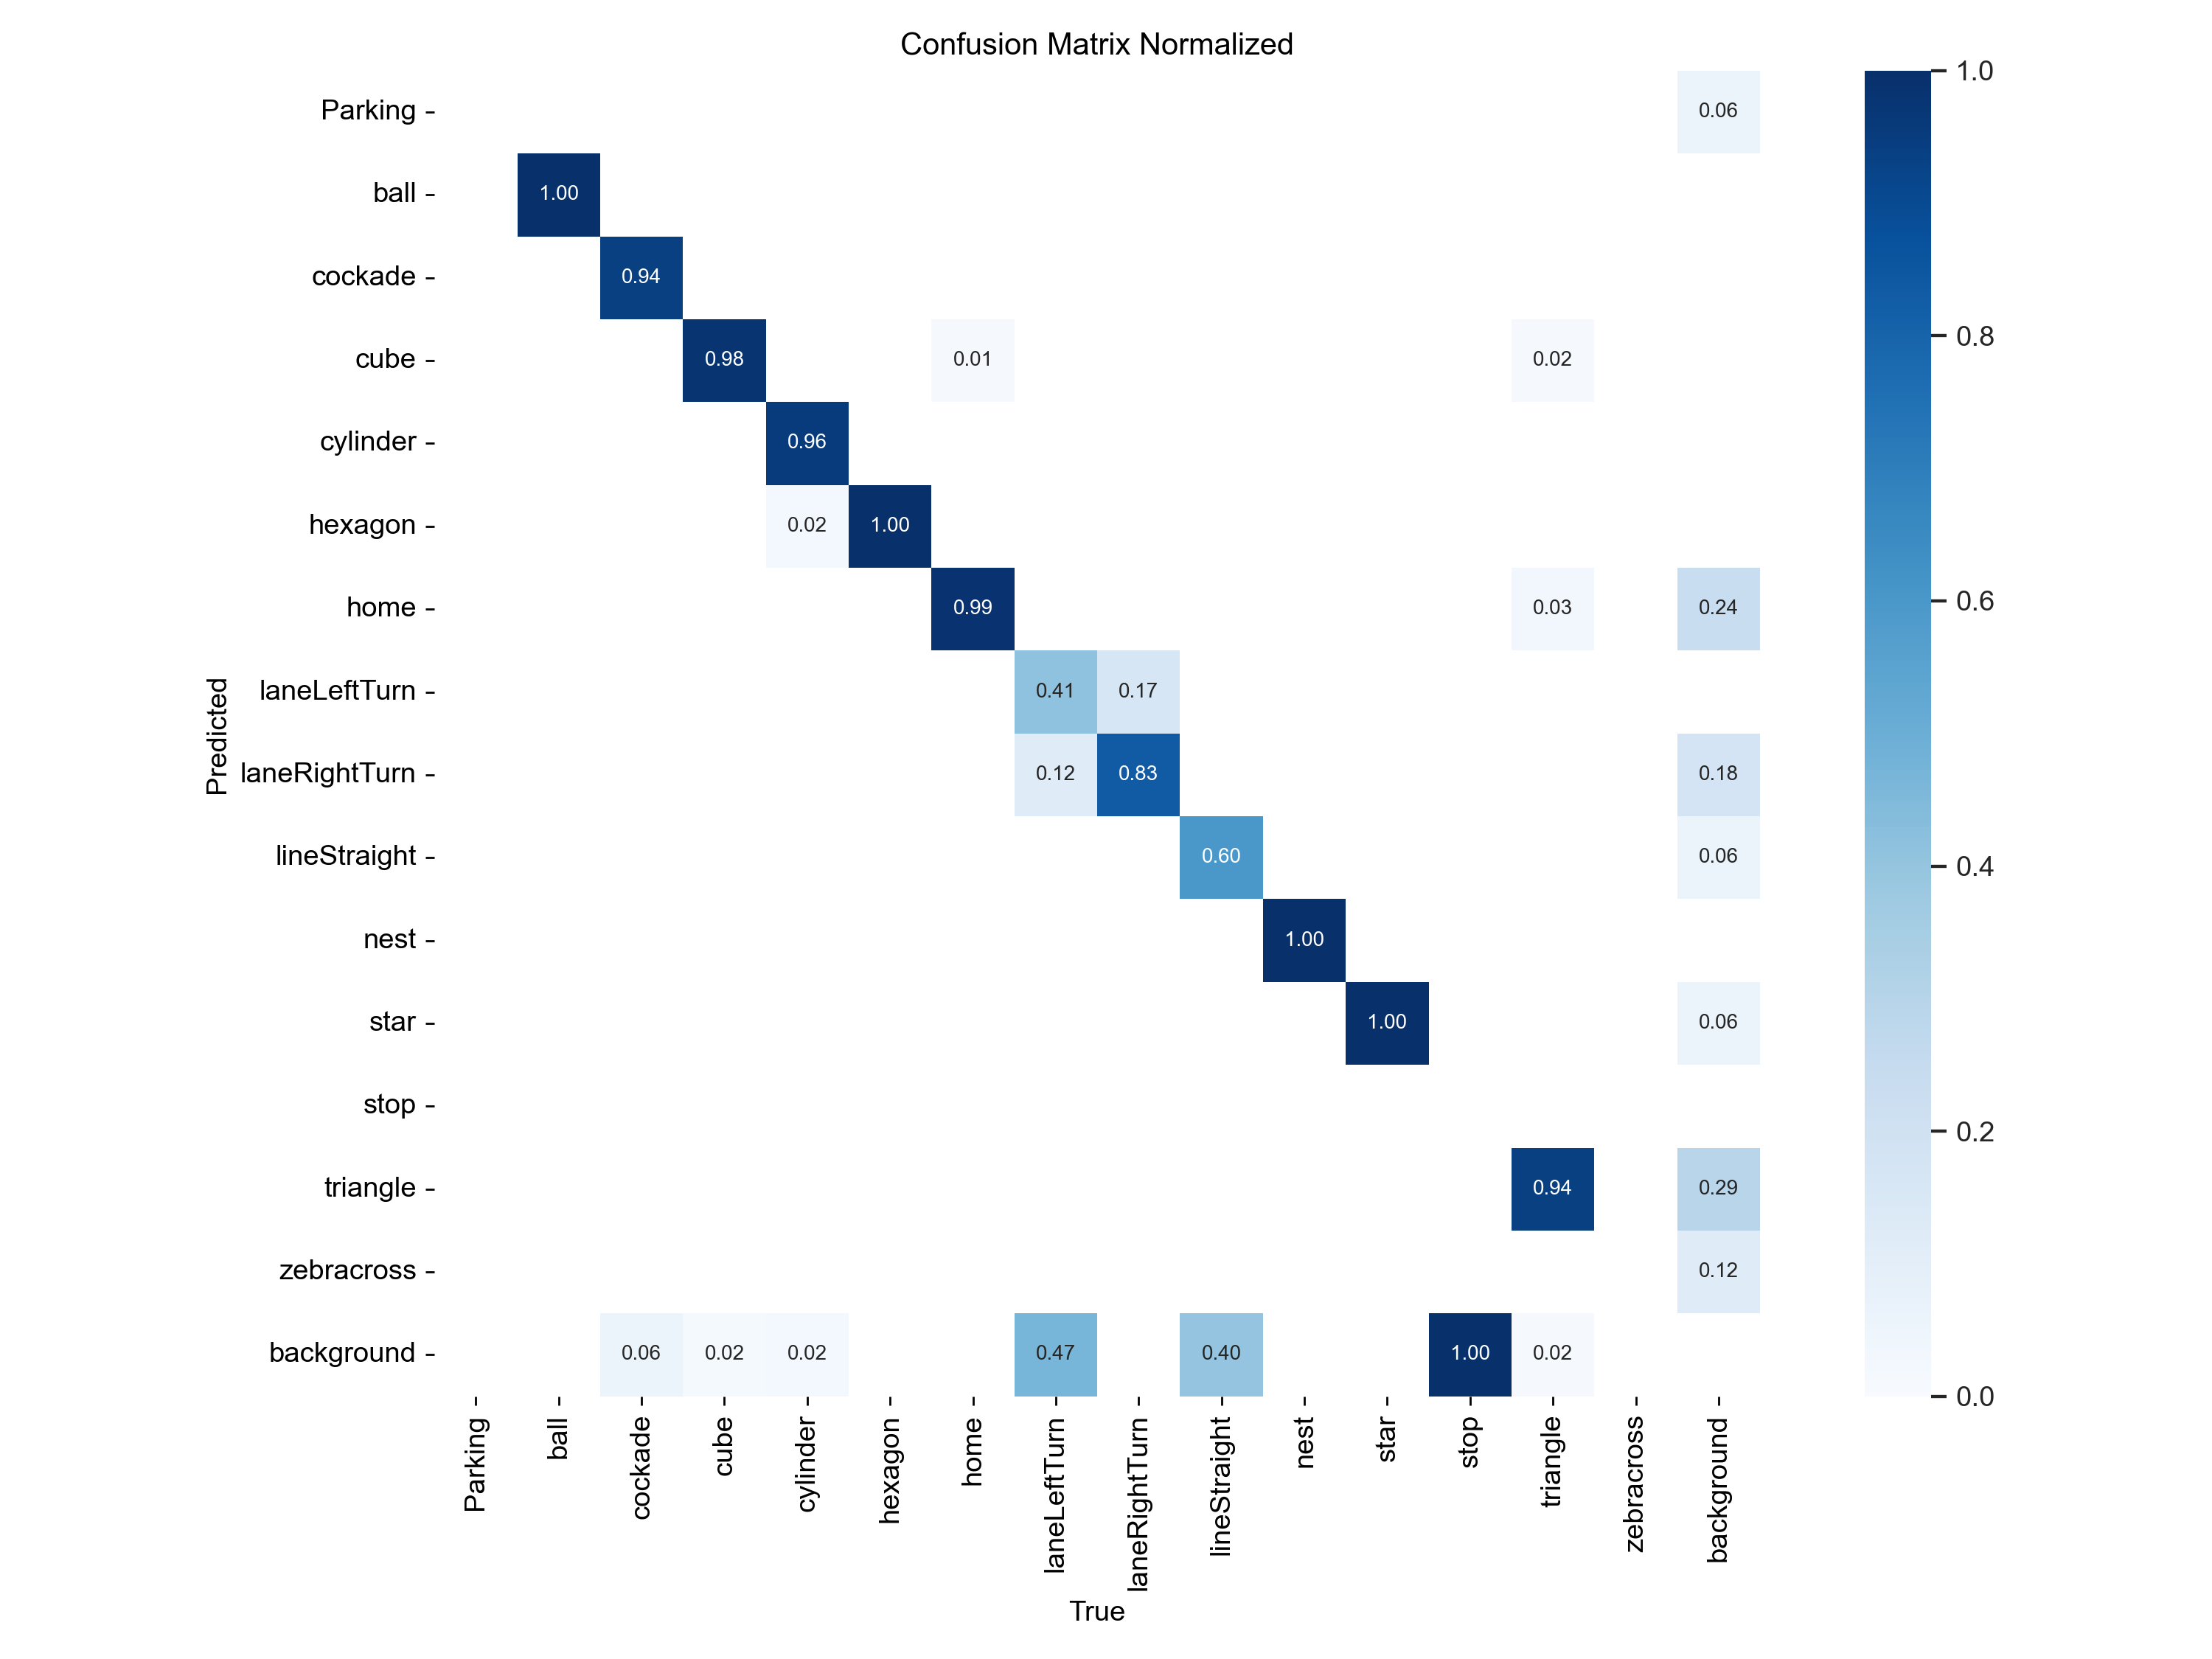 Confusion Matrix Normalized
Parking
0.06
ball
1.00
cockade
0.94
cube
0.98 0.01 0.02
cylinder
0.96
hexagon
0.02 1.00
home
0.99 0.03 0.24
laneLeftTurn
0.41 0.17
laneRightTurn
0.12 0.83 0.18
lineStraight
0.60 0.06
nest
1.00
star
1.00 0.06
stop
triangle
0.94 0.29
zebracross
0.12
background
0.06 0.02 0.02 0.47 0.40 1.00 0.02
Predicted
Parking
ball
cockade
cube
cylinder
hexagon
home
laneLeftTurn
laneRightTurn
lineStraight
nest
star
stop
triangle
zebracross
background
True
1.0
0.8
0.6
0.4
0.2
0.0